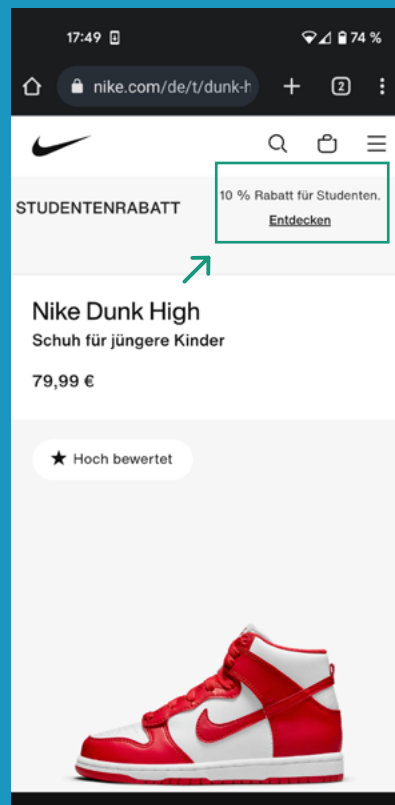 17:49 74 %
nike.com/de/t/dunk-h 2
STUDENTENRABATT
10 % Rabatt für Studenten.
Entdecken
Nike Dunk High
Schuh für jüngere Kinder
79,99 €
Hoch bewertet